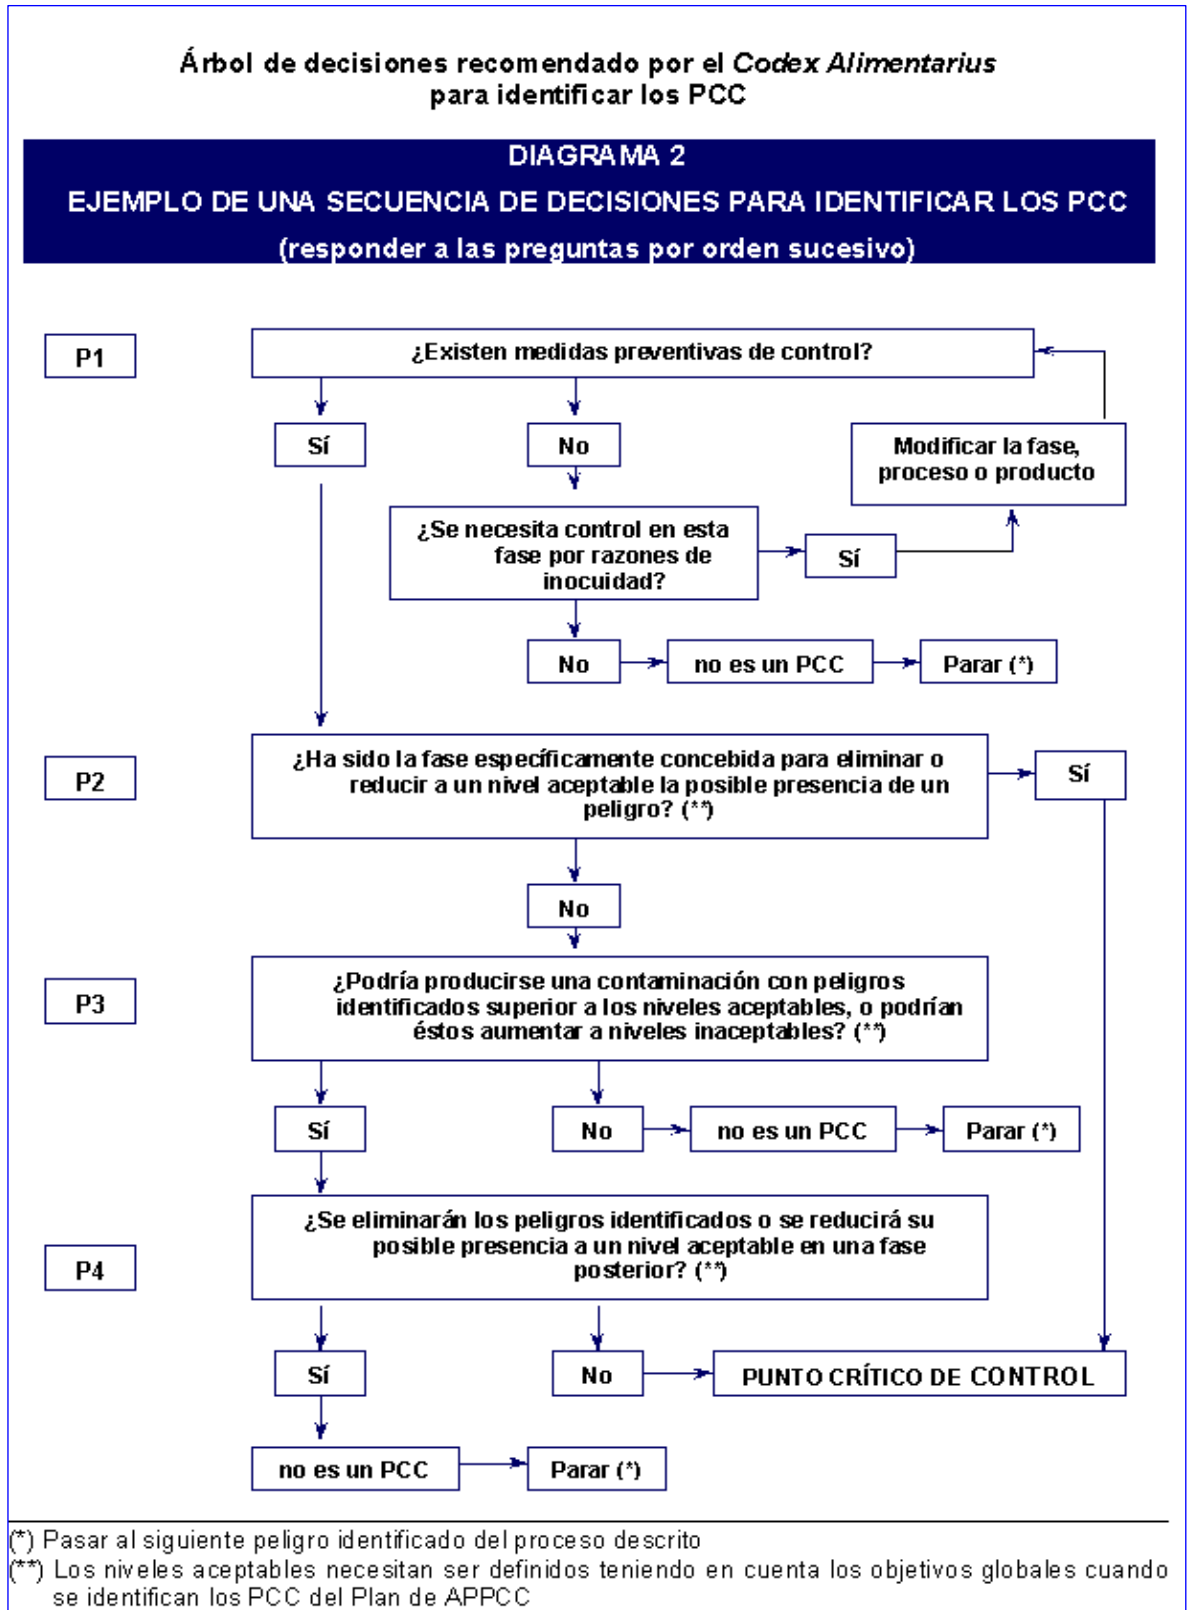 Árbol de decisiones recomendado por el Codex Alimentarius
para identificar los PCC
DIAGRAMA 2
EJEMPLO DE UNA SECUENCIA DE DECISIONES PARA IDENTIFICAR LOS PCC
(responder a las preguntas por orden sucesivo)
P1
¿Existen medidas preventivas de control?
Sí
No
Modificar la fase,
proceso o producto
¿Se necesita control en esta
fase por razones de
inocuidad?
Sí
No
no es un PCC
Parar (*)
P2
¿Ha sido la fase específicamente concebida para eliminar o
reducir a un nivel aceptable la posible presencia de un
peligro? (**)
Sí
No
P3
¿Podría producirse una contaminación con peligros
identificados superior a los niveles aceptables, o podrían
éstos aumentar a niveles inaceptables? (**)
Sí
No
no es un PCC
Parar (*)
P4
¿Se eliminarán los peligros identificados o se reducirá su
posible presencia a un nivel aceptable en una fase
posterior? (**)
Sí
No
PUNTO CRÍTICO DE CONTROL
no es un PCC
Parar (*)
(*) Pasar al siguiente peligro identificado del proceso descrito
(**) Los niveles aceptables necesitan ser definidos teniendo en cuenta los objetivos globales cuando
se identifican los PCC del Plan de APPCC